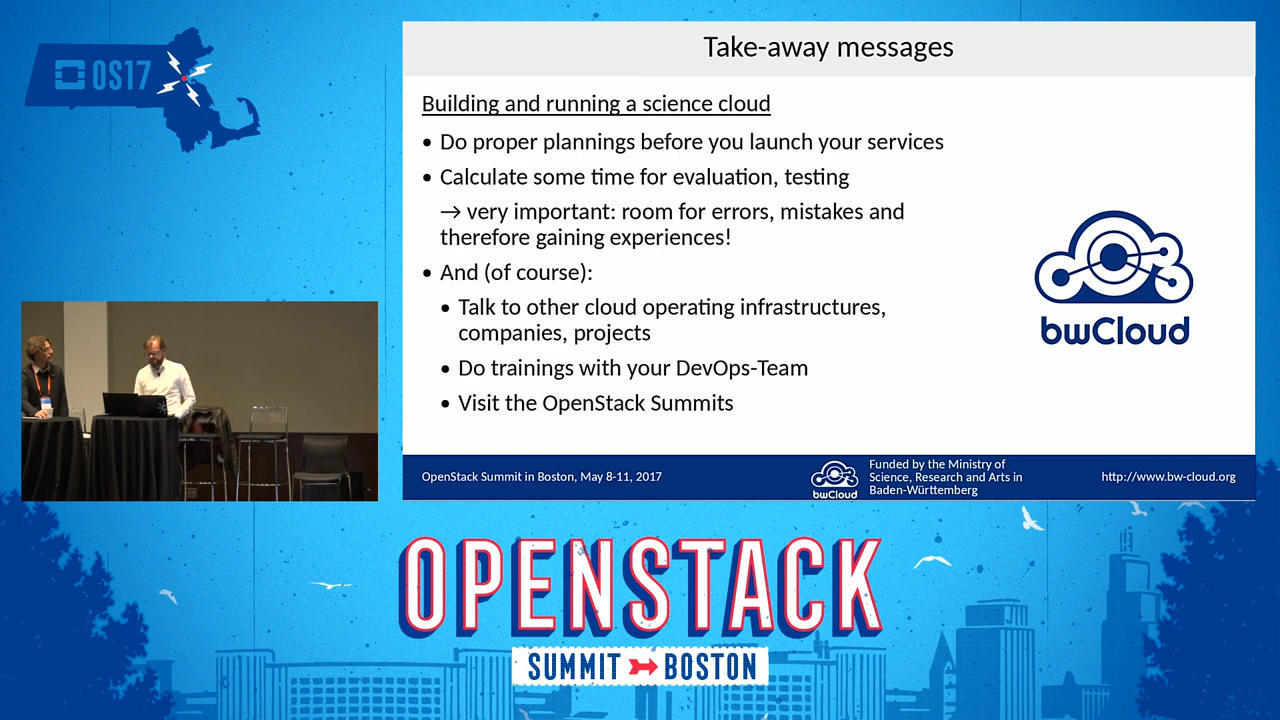 OS17
Take-away messages
Building and running a science cloud
• Do proper plannings before you launch your services
• Calculate some time for evaluation, testing
→ very important: room for errors, mistakes and
therefore gaining experiences!
• And (of course):
• Talk to other cloud operating infrastructures,
companies, projects
• Do trainings with your DevOps-Team
• Visit the OpenStack Summits
bwCloud
OpenStack Summit in Boston, May 8-11, 2017
bwCloud
Funded by the Ministry of
Science, Research and Arts in
Baden-Württemberg
http://www.bw-cloud.org
OPENSTACK
SUMMIT BOSTON